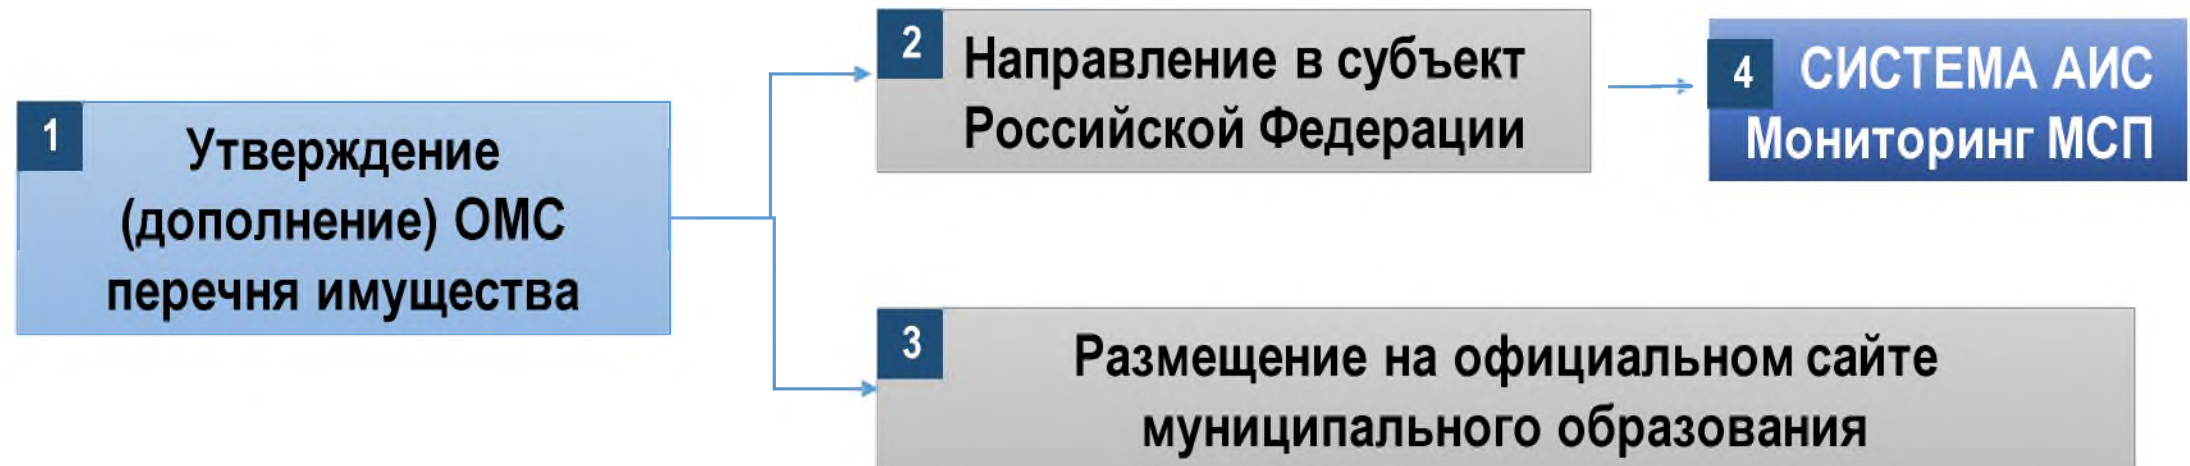 1
Утверждение
(дополнение) ОМС
перечня имущества
2
Направление в субъект
Российской Федерации
4
СИСТЕМА АИС
Мониторинг МСП
3
Размещение на официальном сайте
муниципального образования